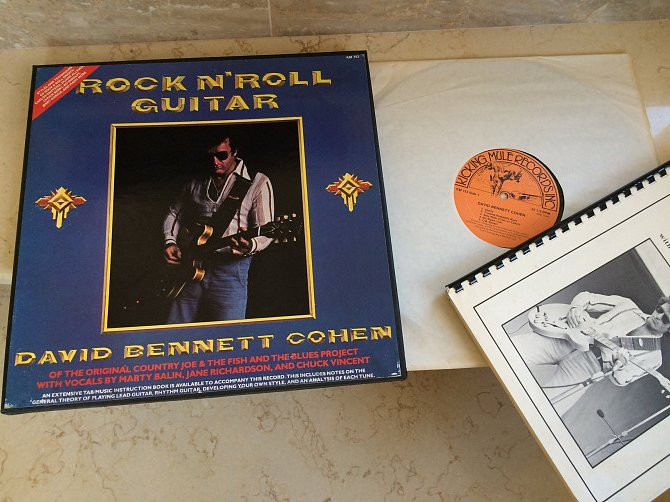 ROCK N' ROLL
GUITAR
DAVID BENNETT COHEN
OF THE ORIGINAL COUNTRY JOE & THE FISH AND THE BLUES PROJECT
WITH VOCALS BY MARTY BALIN, JANE RICHARDSON, AND CHUCK VINCENT
AN EXTENSIVE TAB/MUSIC INSTRUCTION BOOK IS AVAILABLE TO ACCOMPANY THIS RECORD. THIS INCLUDES NOTES ON THE
GENERAL THEORY OF PLAYING LEAD GUITAR, RHYTHM GUITAR, DEVELOPING YOUR OWN STYLE, AND AN ANALYSIS OF EACH TUNE.
KICKING MULE RECORDS, INC.
DAVID BENNETT COHEN